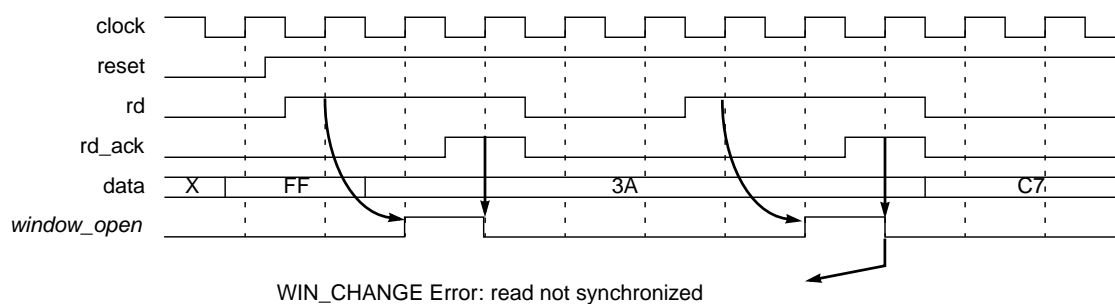 clock
reset
rd
rd_ack
data X FF 3A C7
window_open
WIN_CHANGE Error: read not synchronized